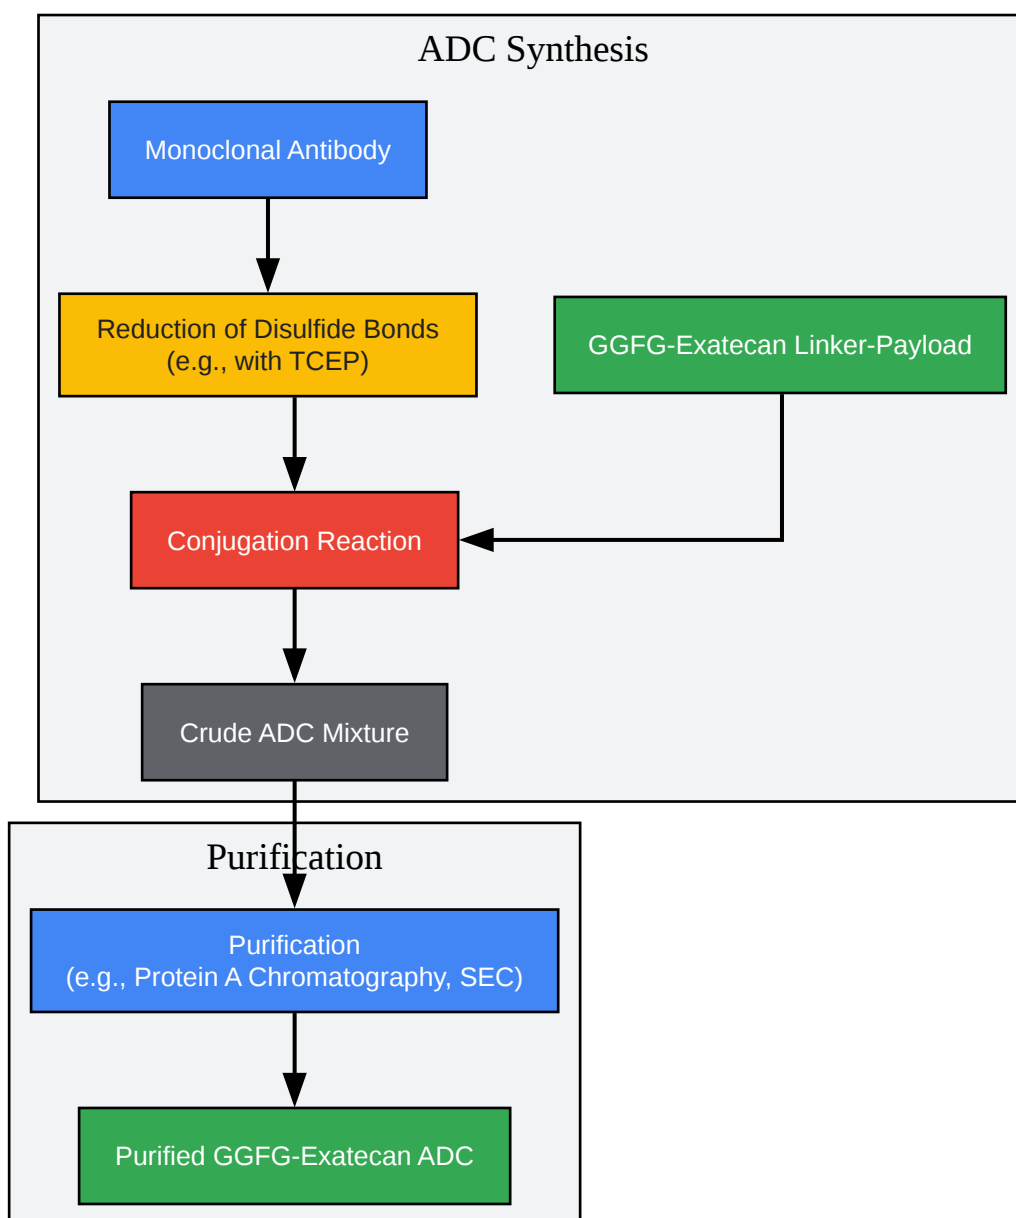 ADC Synthesis
Monoclonal Antibody
Reduction of Disulfide Bonds
(e.g., with TCEP)
GGFG-Exatecan Linker-Payload
Conjugation Reaction
Crude ADC Mixture
Purification
Purification
(e.g., Protein A Chromatography, SEC)
Purified GGFG-Exatecan ADC